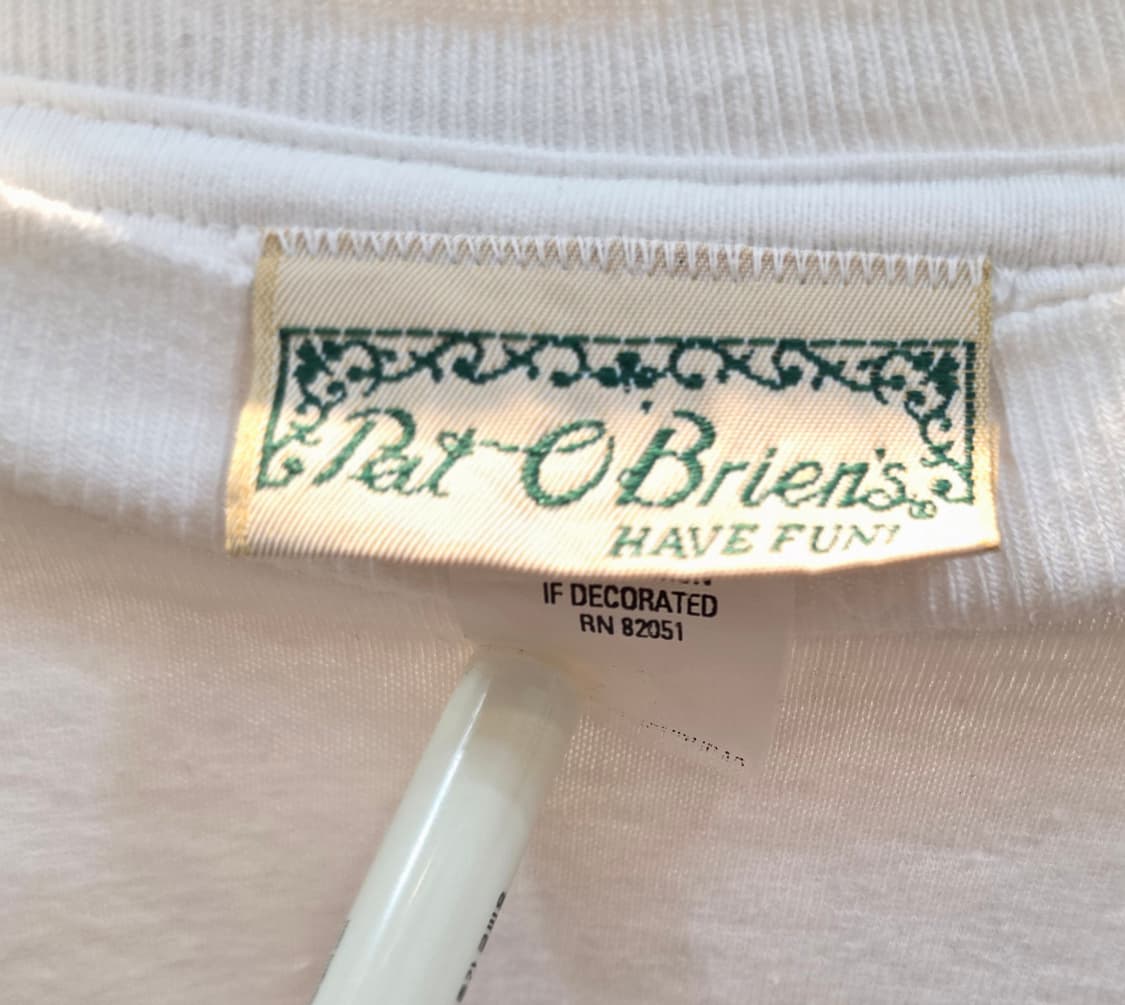 Pat O'Brien's®
HAVE FUN!
IF DECORATED
RN 82051